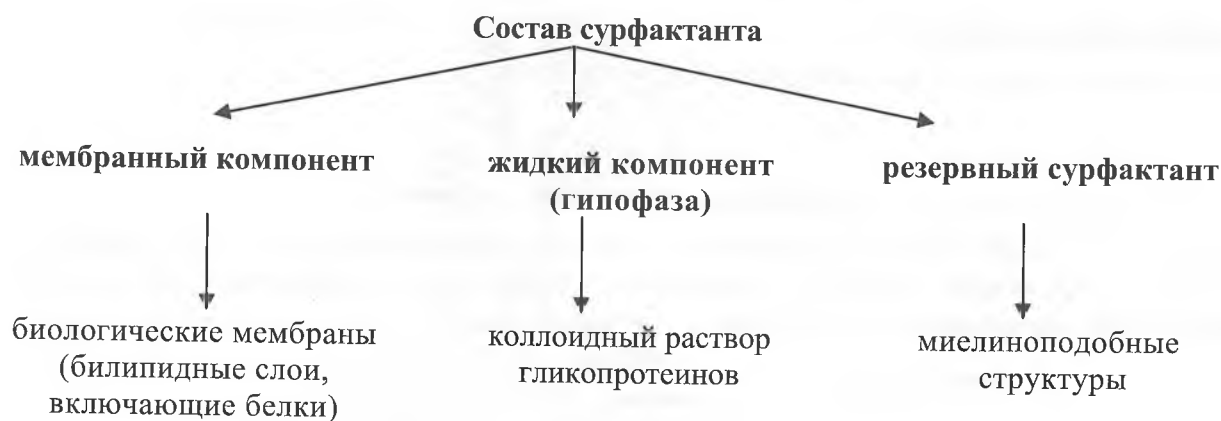 Состав сурфактанта
мембранный компонент
жидкий компонент
(гипофаза)
резервный сурфактант
биологические мембраны
(билипидные слои,
включающие белки)
коллоидный раствор
гликопротеинов
миелиноподобные
структуры